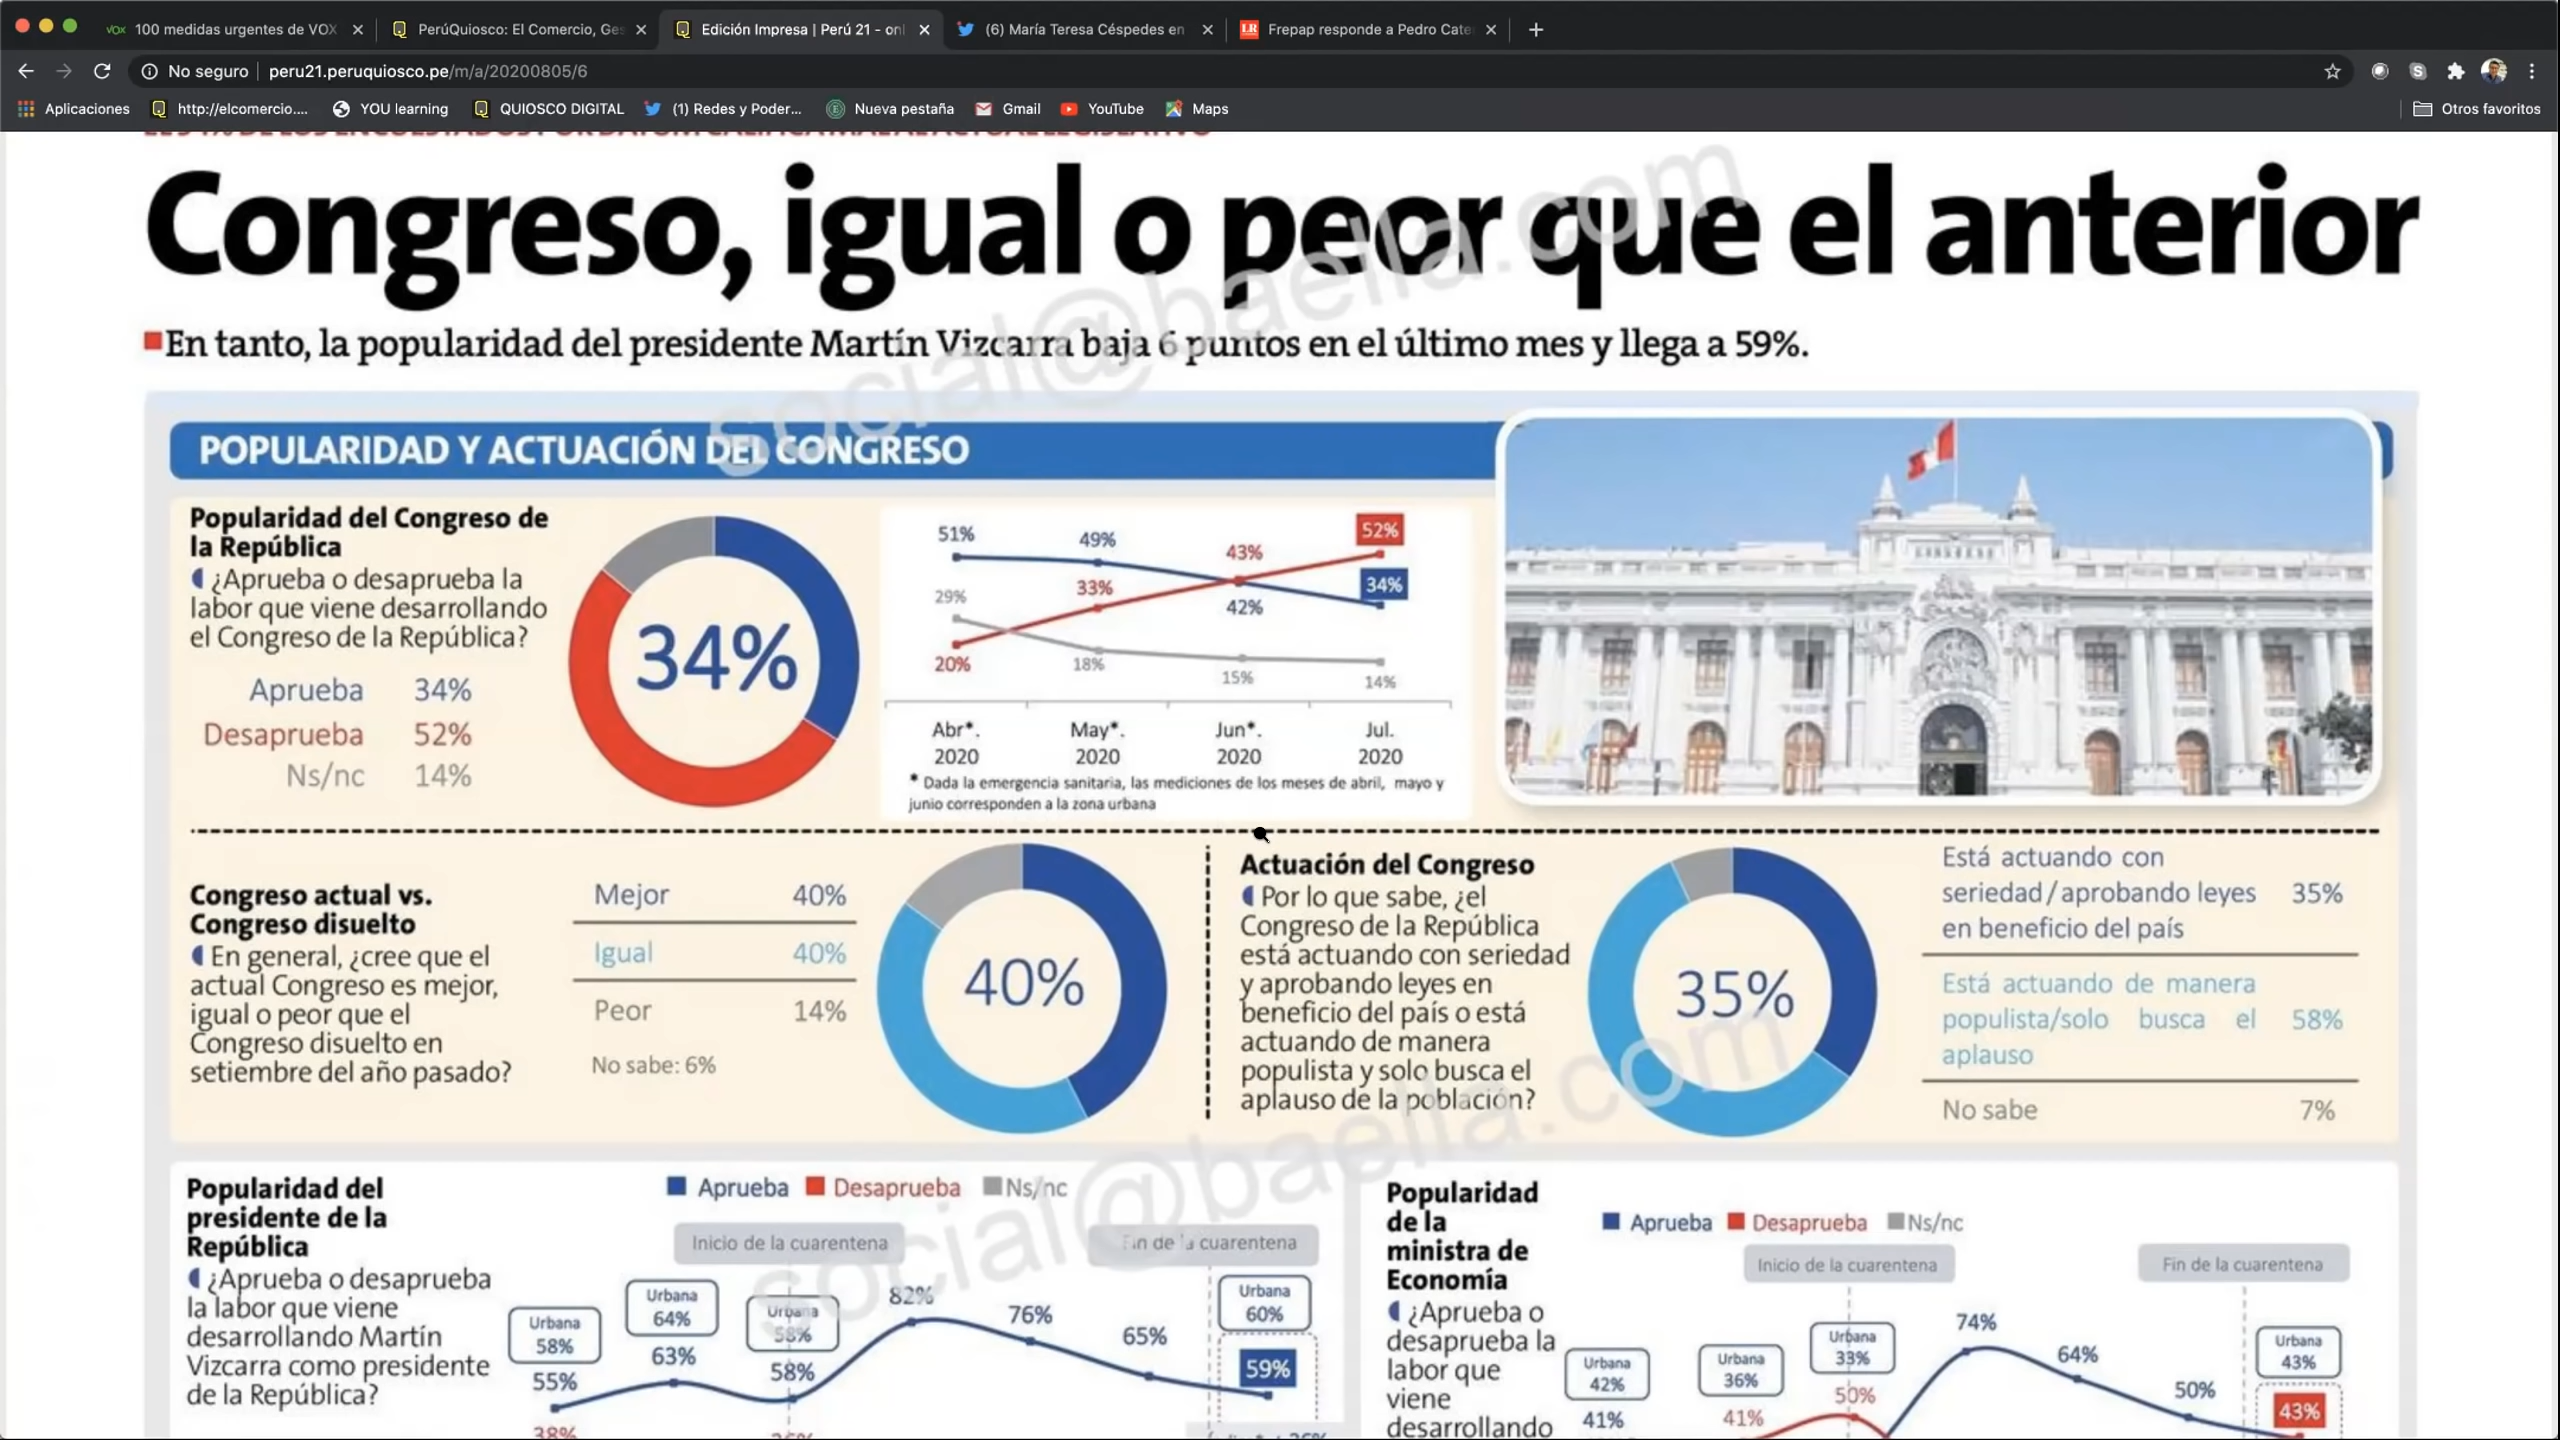 100 medidas urgentes de VOX
PerúQuiosco: El Comercio, Ges
Edición Impresa | Perú 21 - onl
(6) María Teresa Céspedes en
LR Frepap responde a Pedro Cate
No seguro peru21.peruquiosco.pe/m/a/20200805/6
Aplicaciones
http://elcomercio....
YOU learning
QUIOSCO DIGITAL
(1) Redes y Poder...
Nueva pestaña
Gmail
YouTube
Maps
Otros favoritos
Congreso, igual o peor que el anterior
En tanto, la popularidad del presidente Martín Vizcarra baja 6 puntos en el último mes y llega a 59%.
social@baella.com
POPULARIDAD Y ACTUACIÓN DEL CONGRESO
Popularidad del Congreso de
la República
¿Aprueba o desaprueba la
labor que viene desarrollando
el Congreso de la República?
Aprueba 34%
Desaprueba 52%
Ns/nc 14%
34%
51% 49% 43% 52%
29% 33% 42% 34%
20% 18% 15% 14%
Abr*. May*. Jun*. Jul.
2020 2020 2020 2020
* Dada la emergencia sanitaria, las mediciones de los meses de abril, mayo y
junio corresponden a la zona urbana
Congreso actual vs.
Congreso disuelto
En general, ¿cree que el
actual Congreso es mejor,
igual o peor que el
Congreso disuelto en
setiembre del año pasado?
Mejor 40%
Igual 40%
Peor 14%
No sabe: 6%
40%
Actuación del Congreso
Por lo que sabe, ¿el
Congreso de la República
está actuando con seriedad
y aprobando leyes en
beneficio del país o está
actuando de manera
populista y solo busca el
aplauso de la población?
35%
Está actuando con
seriedad/aprobando leyes 35%
en beneficio del país
Está actuando de manera
populista/solo busca el 58%
aplauso
No sabe 7%
social@baella.com
Popularidad del
presidente de la
República
¿Aprueba o desaprueba
la labor que viene
desarrollando Martín
Vizcarra como presidente
de la República?
Aprueba Desaprueba Ns/nc
Inicio de la cuarentena
Fin de la cuarentena
Urbana
58%
Urbana
64%
Urbana
58%
Urbana
60%
55% 63% 58% 82% 76% 65% 59%
38%
Popularidad
de la
ministra de
Economía
¿Aprueba o
desaprueba la
labor que
viene
desarrollando
Aprueba Desaprueba Ns/nc
Inicio de la cuarentena
Fin de la cuarentena
Urbana
42%
Urbana
36%
Urbana
33%
Urbana
43%
41% 41% 50% 74% 64% 50% 43%